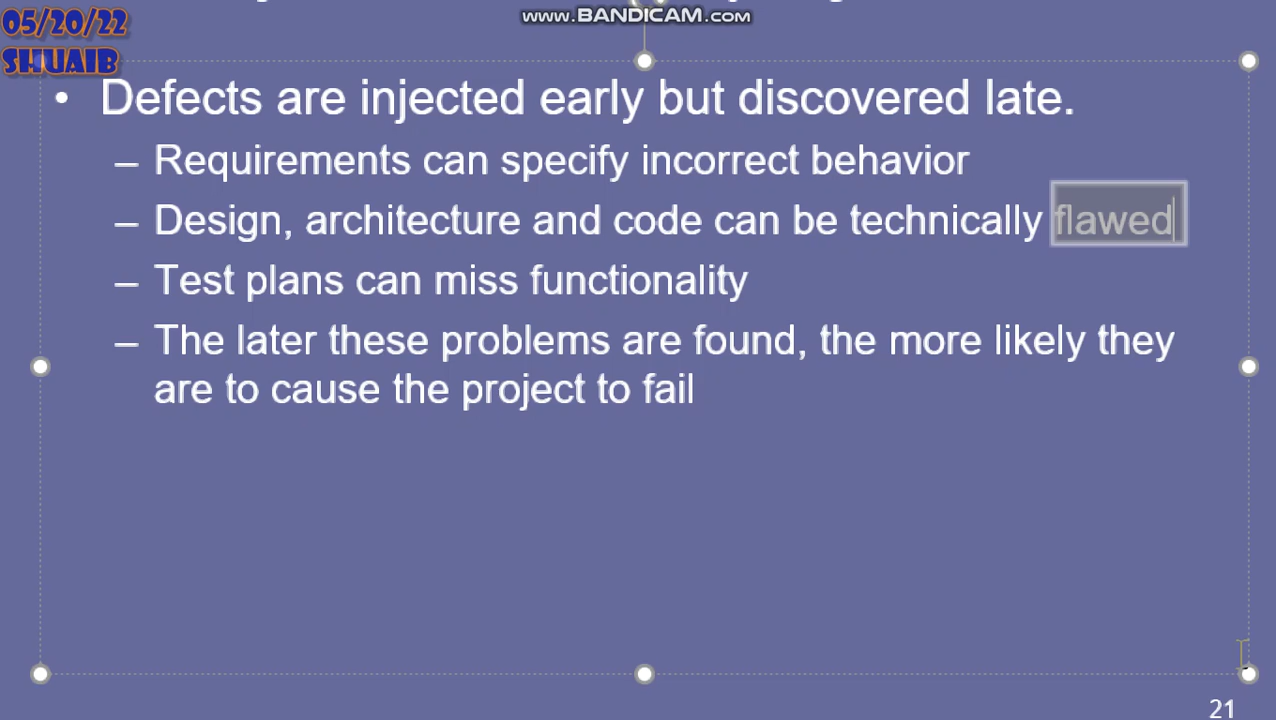 www.BANDICAM.com
05/20/22
SHUAIB
• Defects are injected early but discovered late.
– Requirements can specify incorrect behavior
– Design, architecture and code can be technically flawed
– Test plans can miss functionality
– The later these problems are found, the more likely they
are to cause the project to fail
21